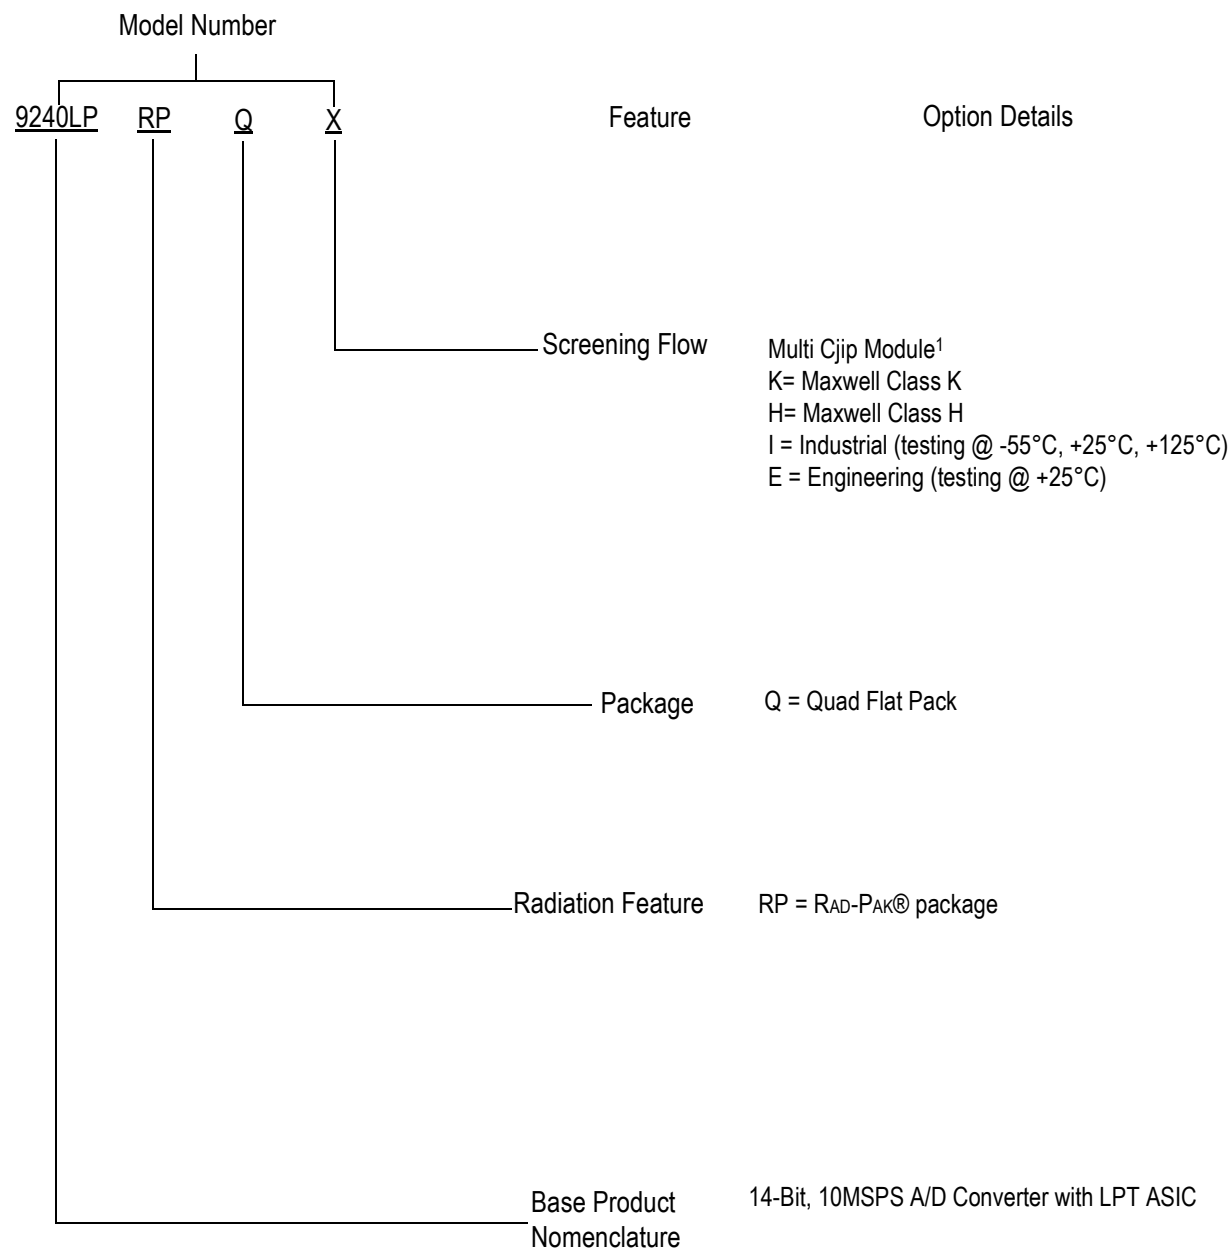 Model Number
9240LP RP Q X Feature Option Details
Screening Flow Multi Cjip Module¹
K= Maxwell Class K
H= Maxwell Class H
I = Industrial (testing @ -55°C, +25°C, +125°C)
E = Engineering (testing @ +25°C)
Package Q = Quad Flat Pack
Radiation Feature RP = RAD-PAK® package
Base Product 14-Bit, 10MSPS A/D Converter with LPT ASIC
Nomenclature